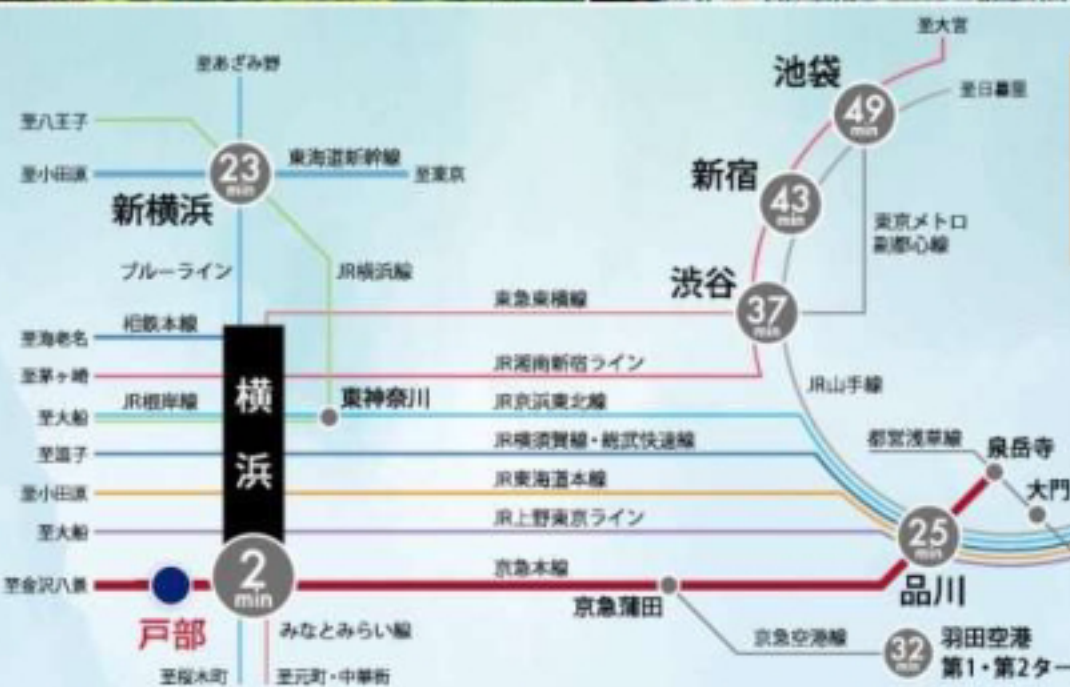 至大宮
至あざみ野
池袋
49
min
至日暮里
至八王子
23
min
東海道新幹線
至小田原
至東京
新宿
43
min
新横浜
東京メトロ
副都心線
ブルーライン
JR横浜線
渋谷
37
min
東急東横線
相鉄本線
至海老名
JR湘南新宿ライン
至茅ヶ崎
JR山手線
横浜
JR根岸線
東神奈川
JR京浜東北線
至大船
都営浅草線
泉岳寺
JR横須賀線・総武快速線
至逗子
JR東海道本線
至小田原
大門
JR上野東京ライン
至大船
25
min
品川
2
min
京急本線
至金沢八景
京急蒲田
戸部
みなとみらい線
京急空港線
32
min
羽田空港
第1・第2ター
至桜木町
至元町・中華街